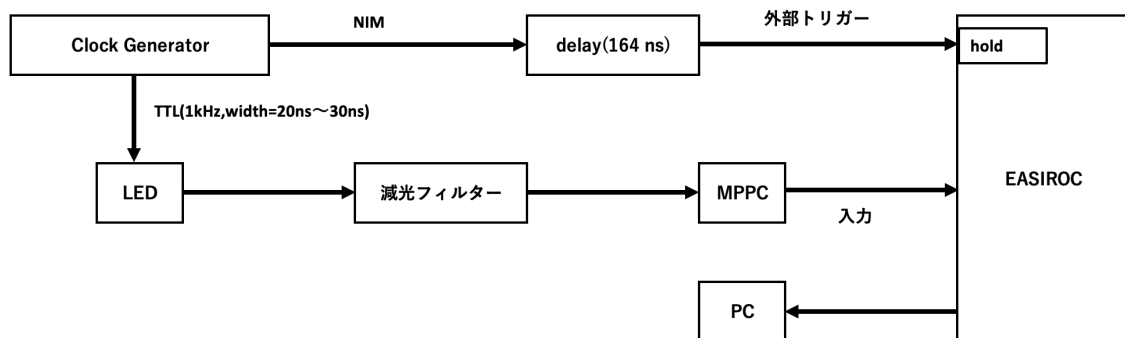 NIM
外部トリガー
Clock Generator
delay(164 ns)
hold
TTL(1kHz,width=20ns～30ns)
LED
減光フィルター
MPPC
EASIROC
入力
PC